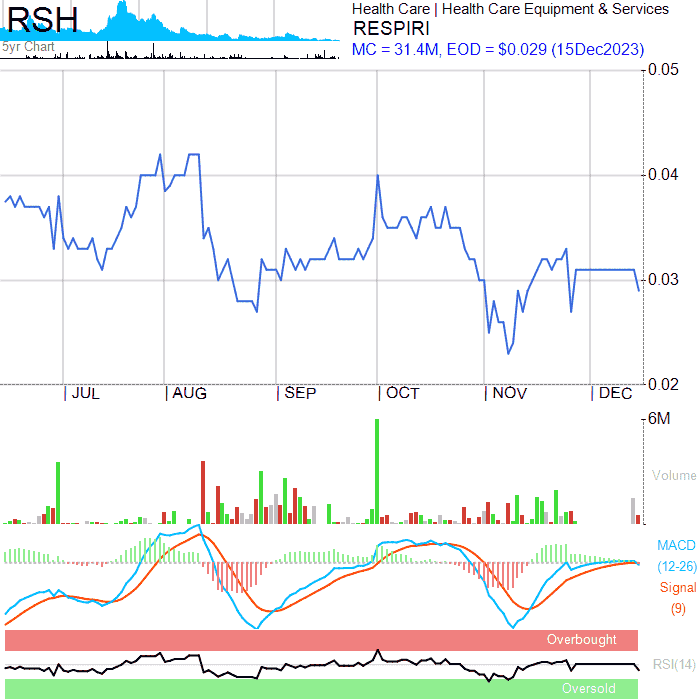 RSH
5yr Chart
Health Care | Health Care Equipment & Services
RESPIRI
MC = 31.4M, EOD = $0.029 (15Dec2023)
0.05
0.04
0.03
0.02
JUL AUG SEP OCT NOV DEC
6M
Volume
MACD
(12-26)
Signal
(9)
Overbought
RSI(14)
Oversold